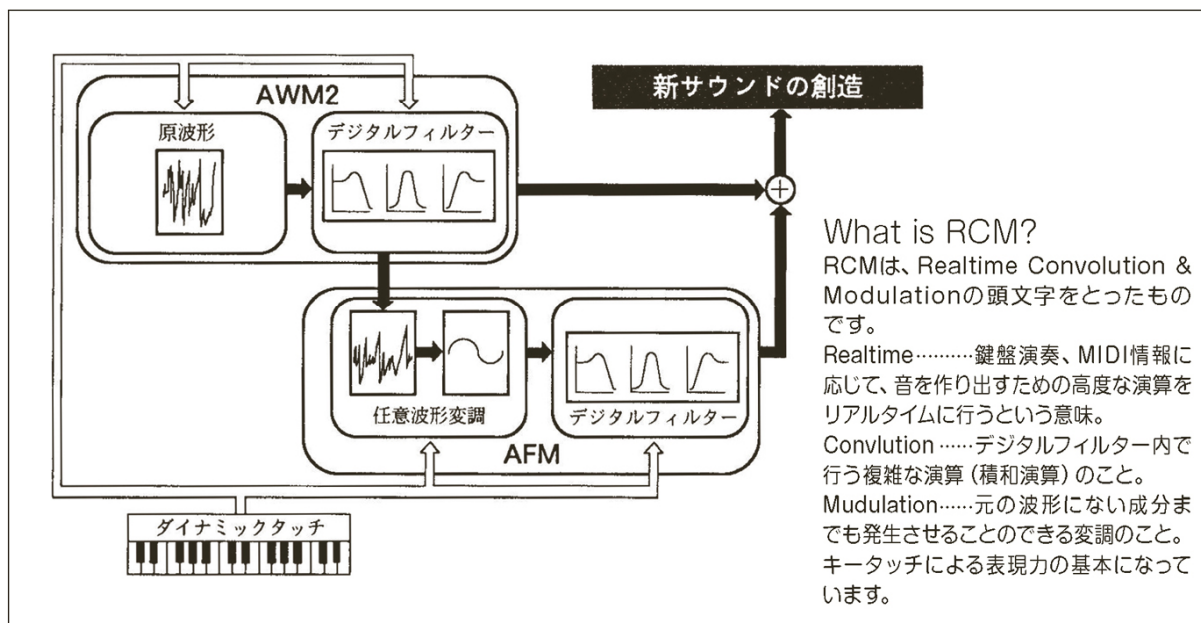 AWM2
原波形
デジタルフィルター
新サウンドの創造
任意波形変調
デジタルフィルター
AFM
ダイナミックタッチ
What is RCM?
RCMは、Realtime Convolution &
Modulationの頭文字をとったもの
です。
Realtime………鍵盤演奏、MIDI情報に
応じて、音を作り出すための高度な演算を
リアルタイムに行うという意味。
Convlution……デジタルフィルター内で
行う複雑な演算（積和演算）のこと。
Mudulation……元の波形にない成分ま
でも発生させることのできる変調のこと。
キータッチによる表現力の基本になって
います。